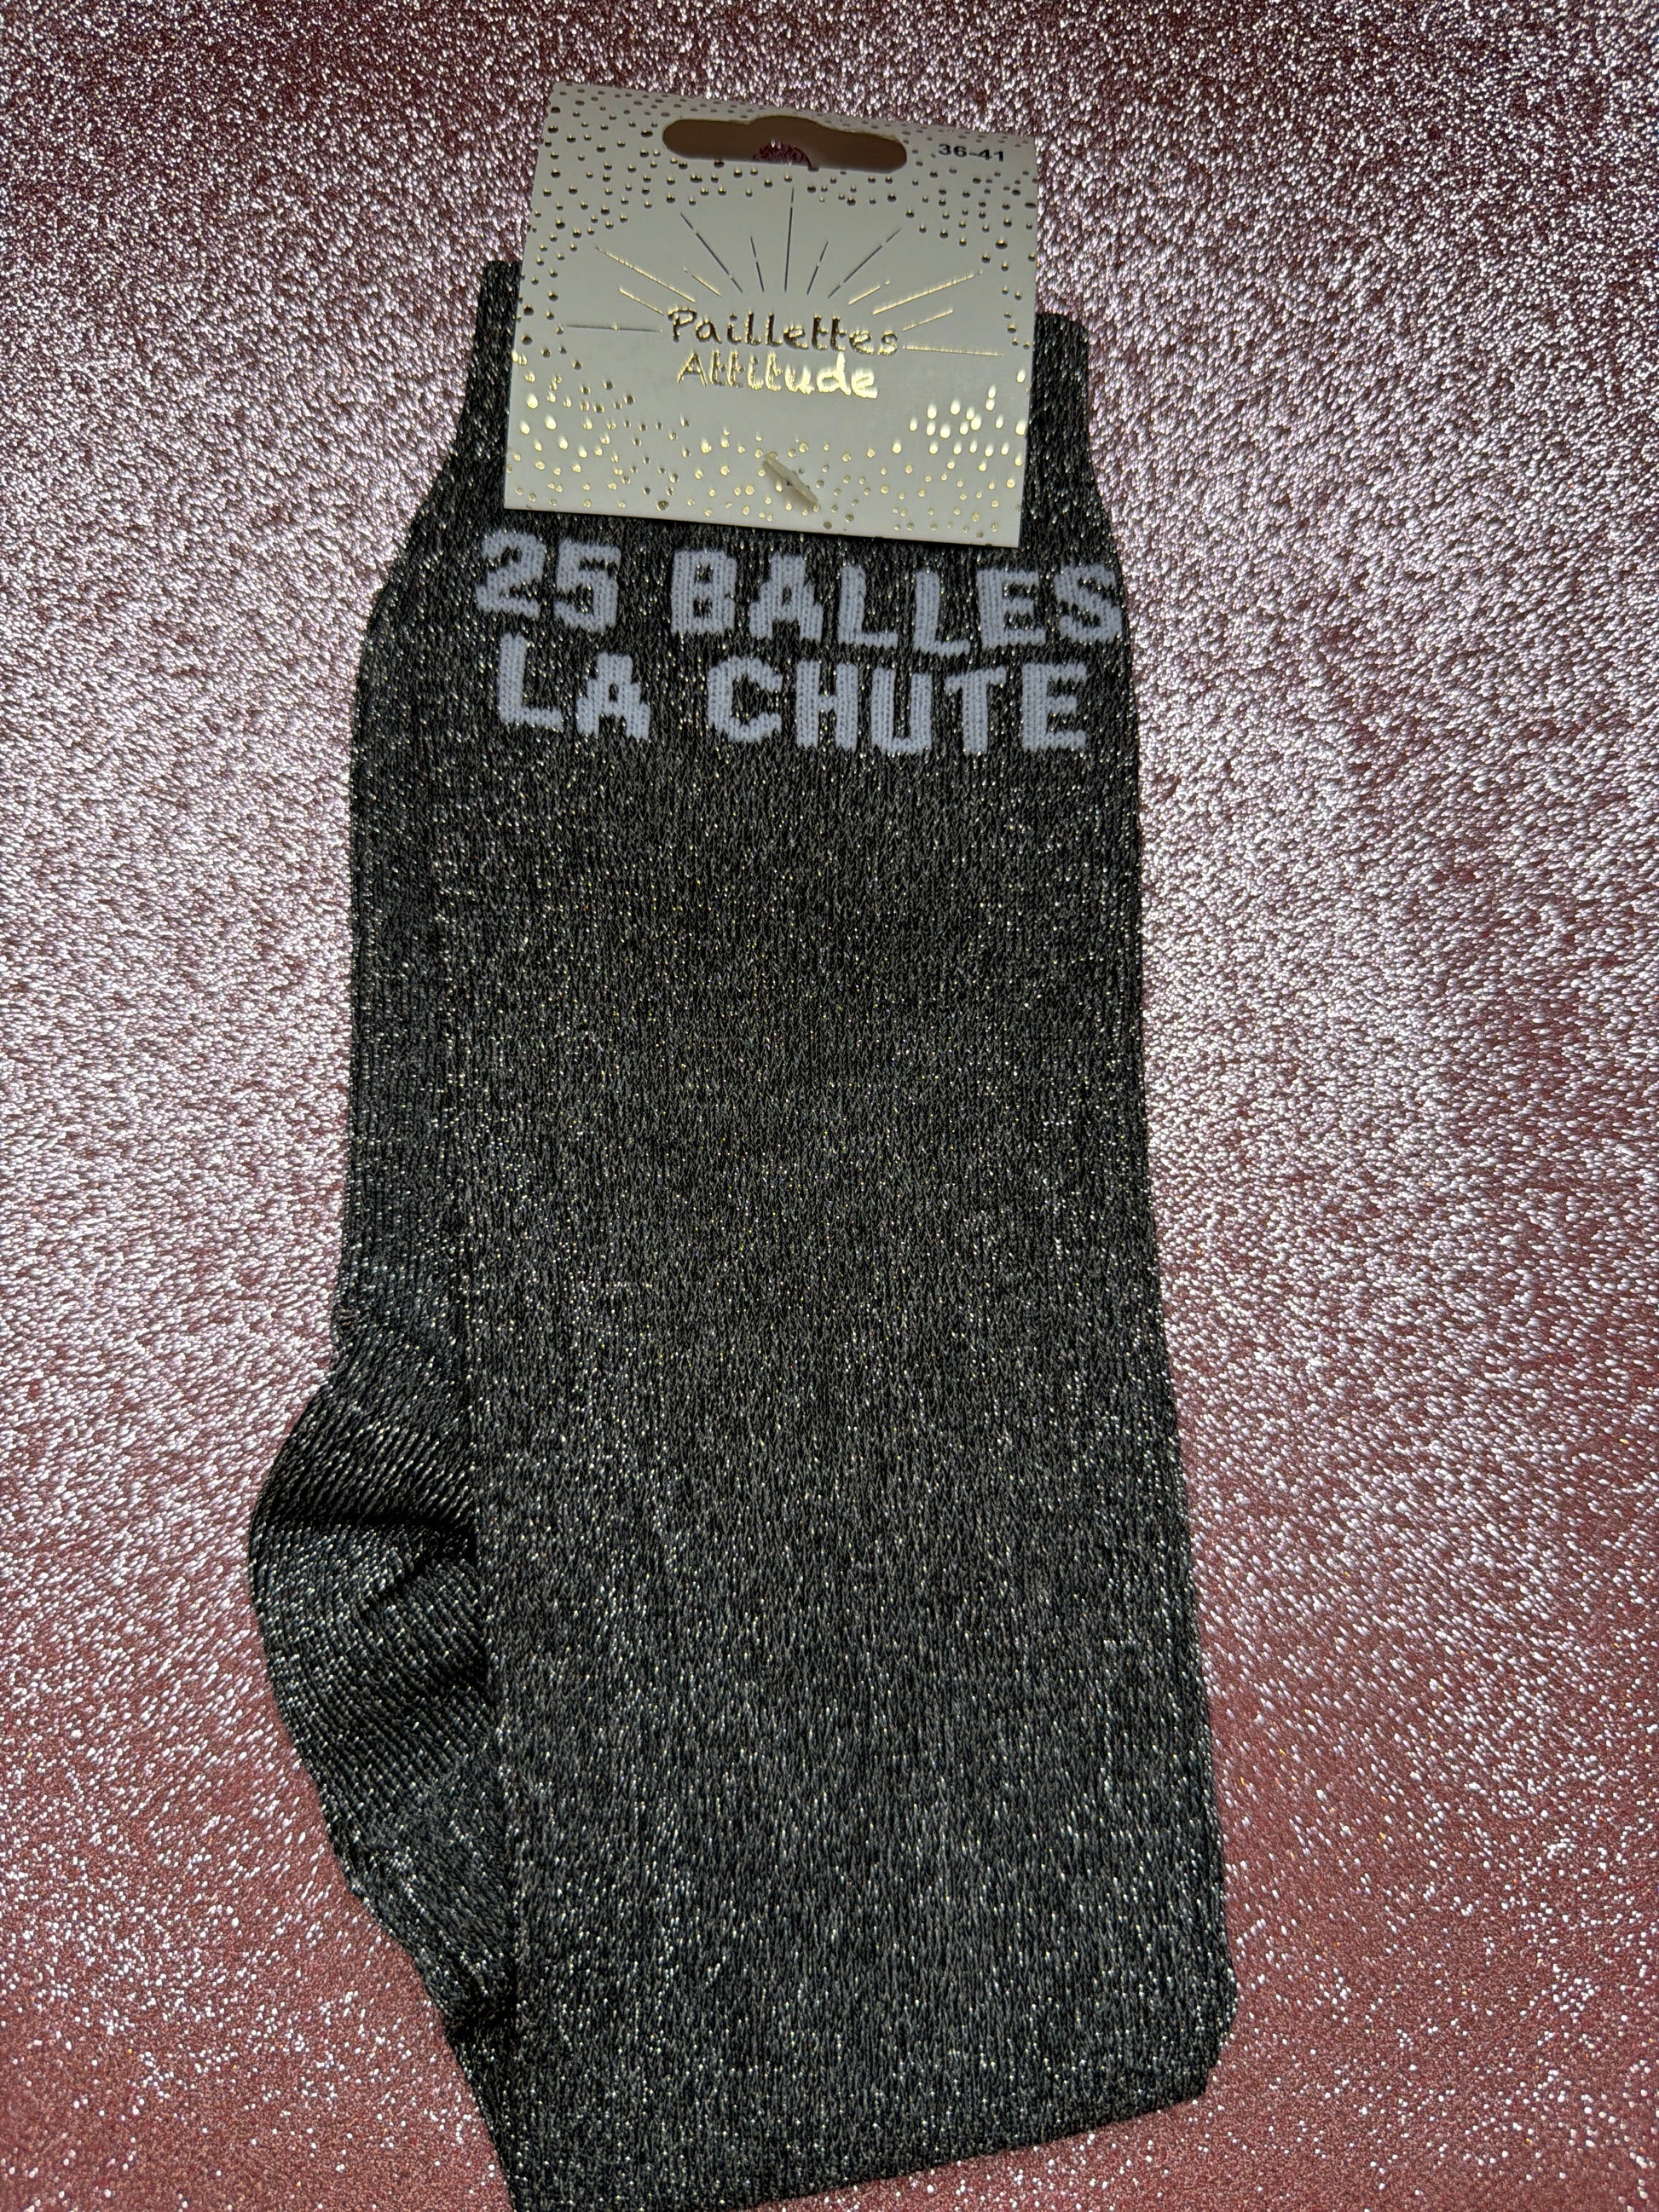 36-41
Paillettes
Attitude
25 BALLES
LA CHUTE